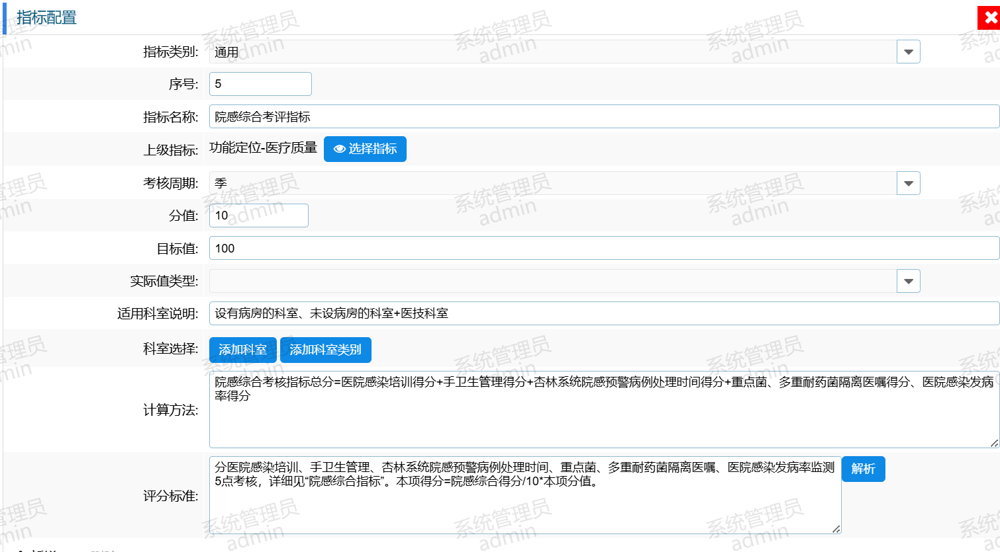 指标配置
指标类别: 通用
序号: 5
指标名称: 院感综合考评指标
上级指标: 功能定位-医疗质量 选择指标
考核周期: 季
分值: 10
目标值: 100
实际值类型:
适用科室说明: 设有病房的科室、未设病房的科室+医技科室
科室选择: 添加科室 添加科室类别
计算方法:
院感综合考核指标总分=医院感染培训得分+手卫生管理得分+杏林系统院感预警病例处理时间得分+重点菌、多重耐药菌隔离医嘱得分、医院感染发病
率得分
评分标准:
分医院感染培训、手卫生管理、杏林系统院感预警病例处理时间、重点菌、多重耐药菌隔离医嘱、医院感染发病率监测
5点考核，详细见“院感综合指标”。本项得分=院感综合得分/10*本项分值。
解析
系统管理员
admin